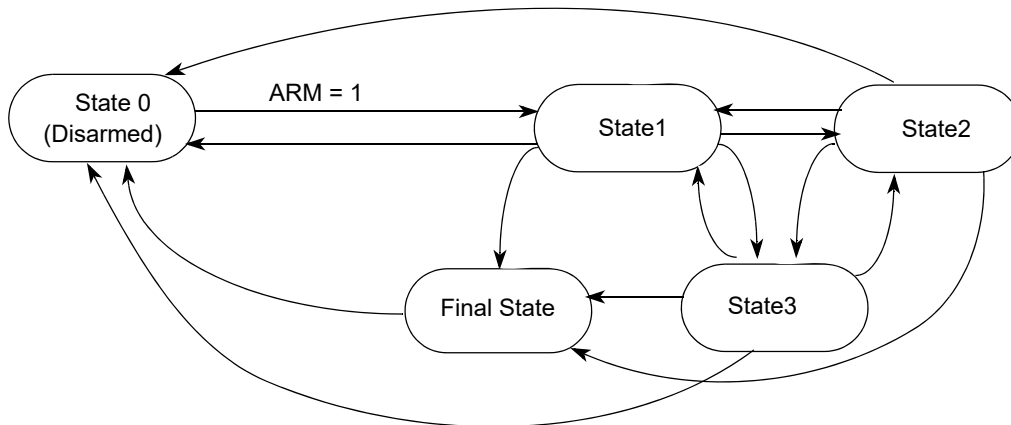 State 0
(Disarmed)
ARM = 1
State1
State2
Final State
State3